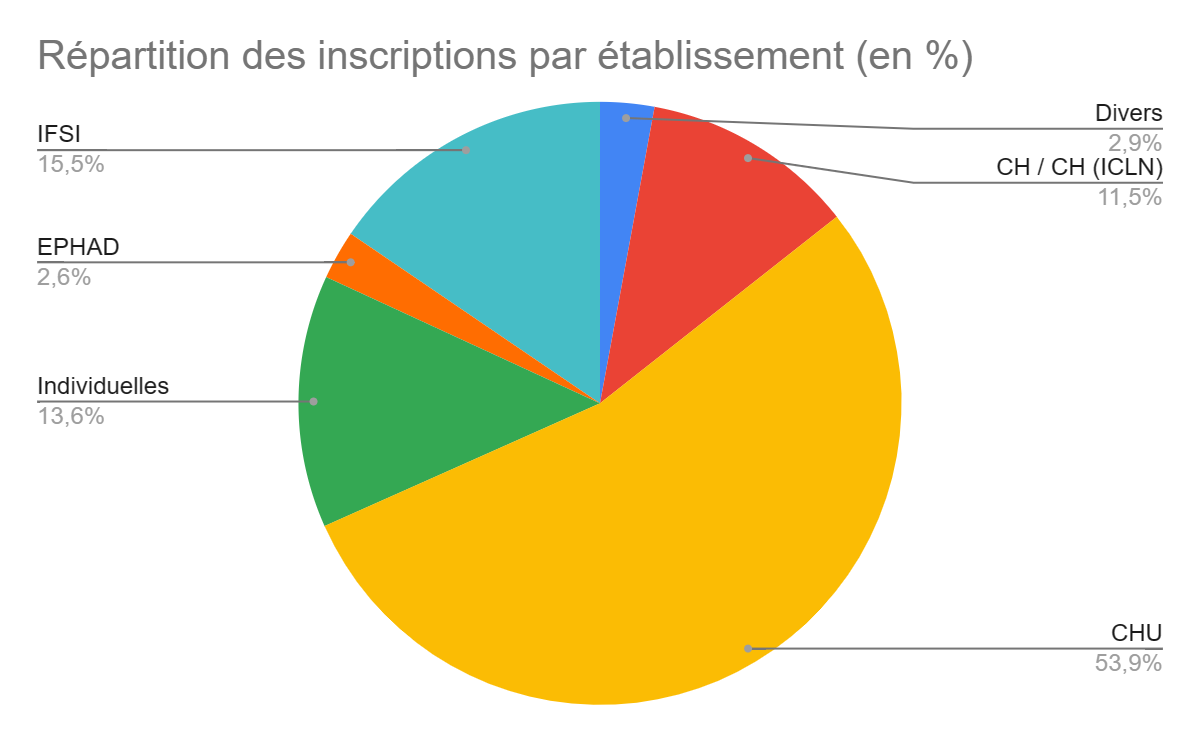 Répartition des inscriptions par établissement (en %)
IFSI
15,5%
EPHAD
2,6%
Individuelles
13,6%
Divers
2,9%
CH / CH (ICLN)
11,5%
CHU
53,9%